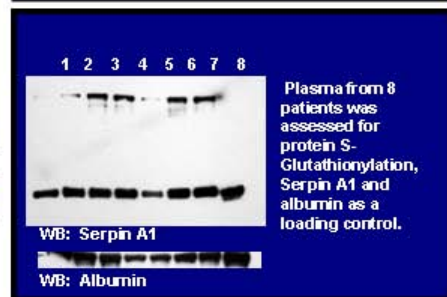 1 2 3 4 5 6 7 8
Plasma from 8
patients was
assessed for
protein S-
Glutathionylation,
Serpin A1 and
albumin as a
loading control.
WB: Serpin A1
WB: Albumin